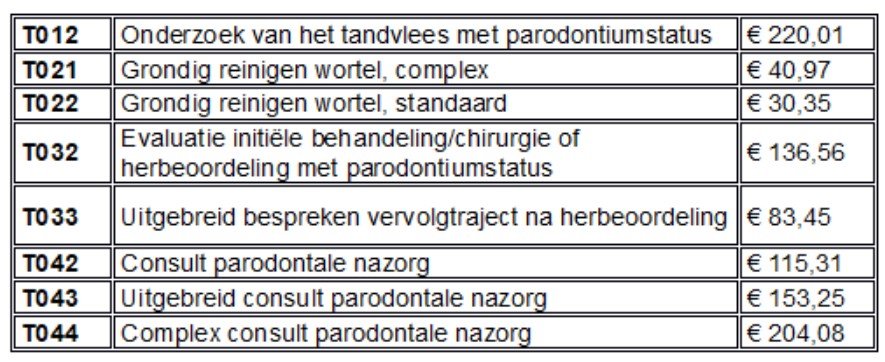 T012 Onderzoek van het tandvlees met parodontiumstatus € 220,01
T021 Grondig reinigen wortel, complex € 40,97
T022 Grondig reinigen wortel, standaard € 30,35
T032 Evaluatie initiële behandeling/chirurgie of
herbeoordeling met parodontiumstatus € 136,56
T033 Uitgebreid bespreken vervolgtraject na herbeoordeling € 83,45
T042 Consult parodontale nazorg € 115,31
T043 Uitgebreid consult parodontale nazorg € 153,25
T044 Complex consult parodontale nazorg € 204,08